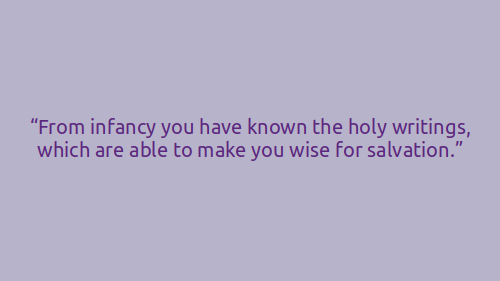 “From infancy you have known the holy writings,
which are able to make you wise for salvation.”